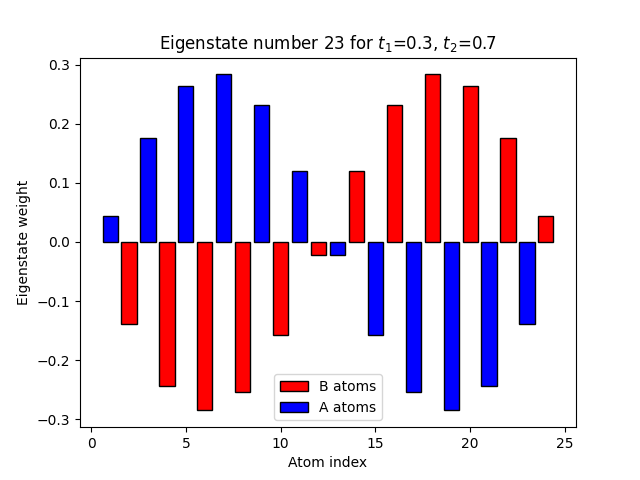 Eigenstate number 23 for t₁=0.3, t₂=0.7
Eigenstate weight
0.3
0.2
0.1
0.0
−0.1
−0.2
−0.3
B atoms
A atoms
0 5 10 15 20 25
Atom index